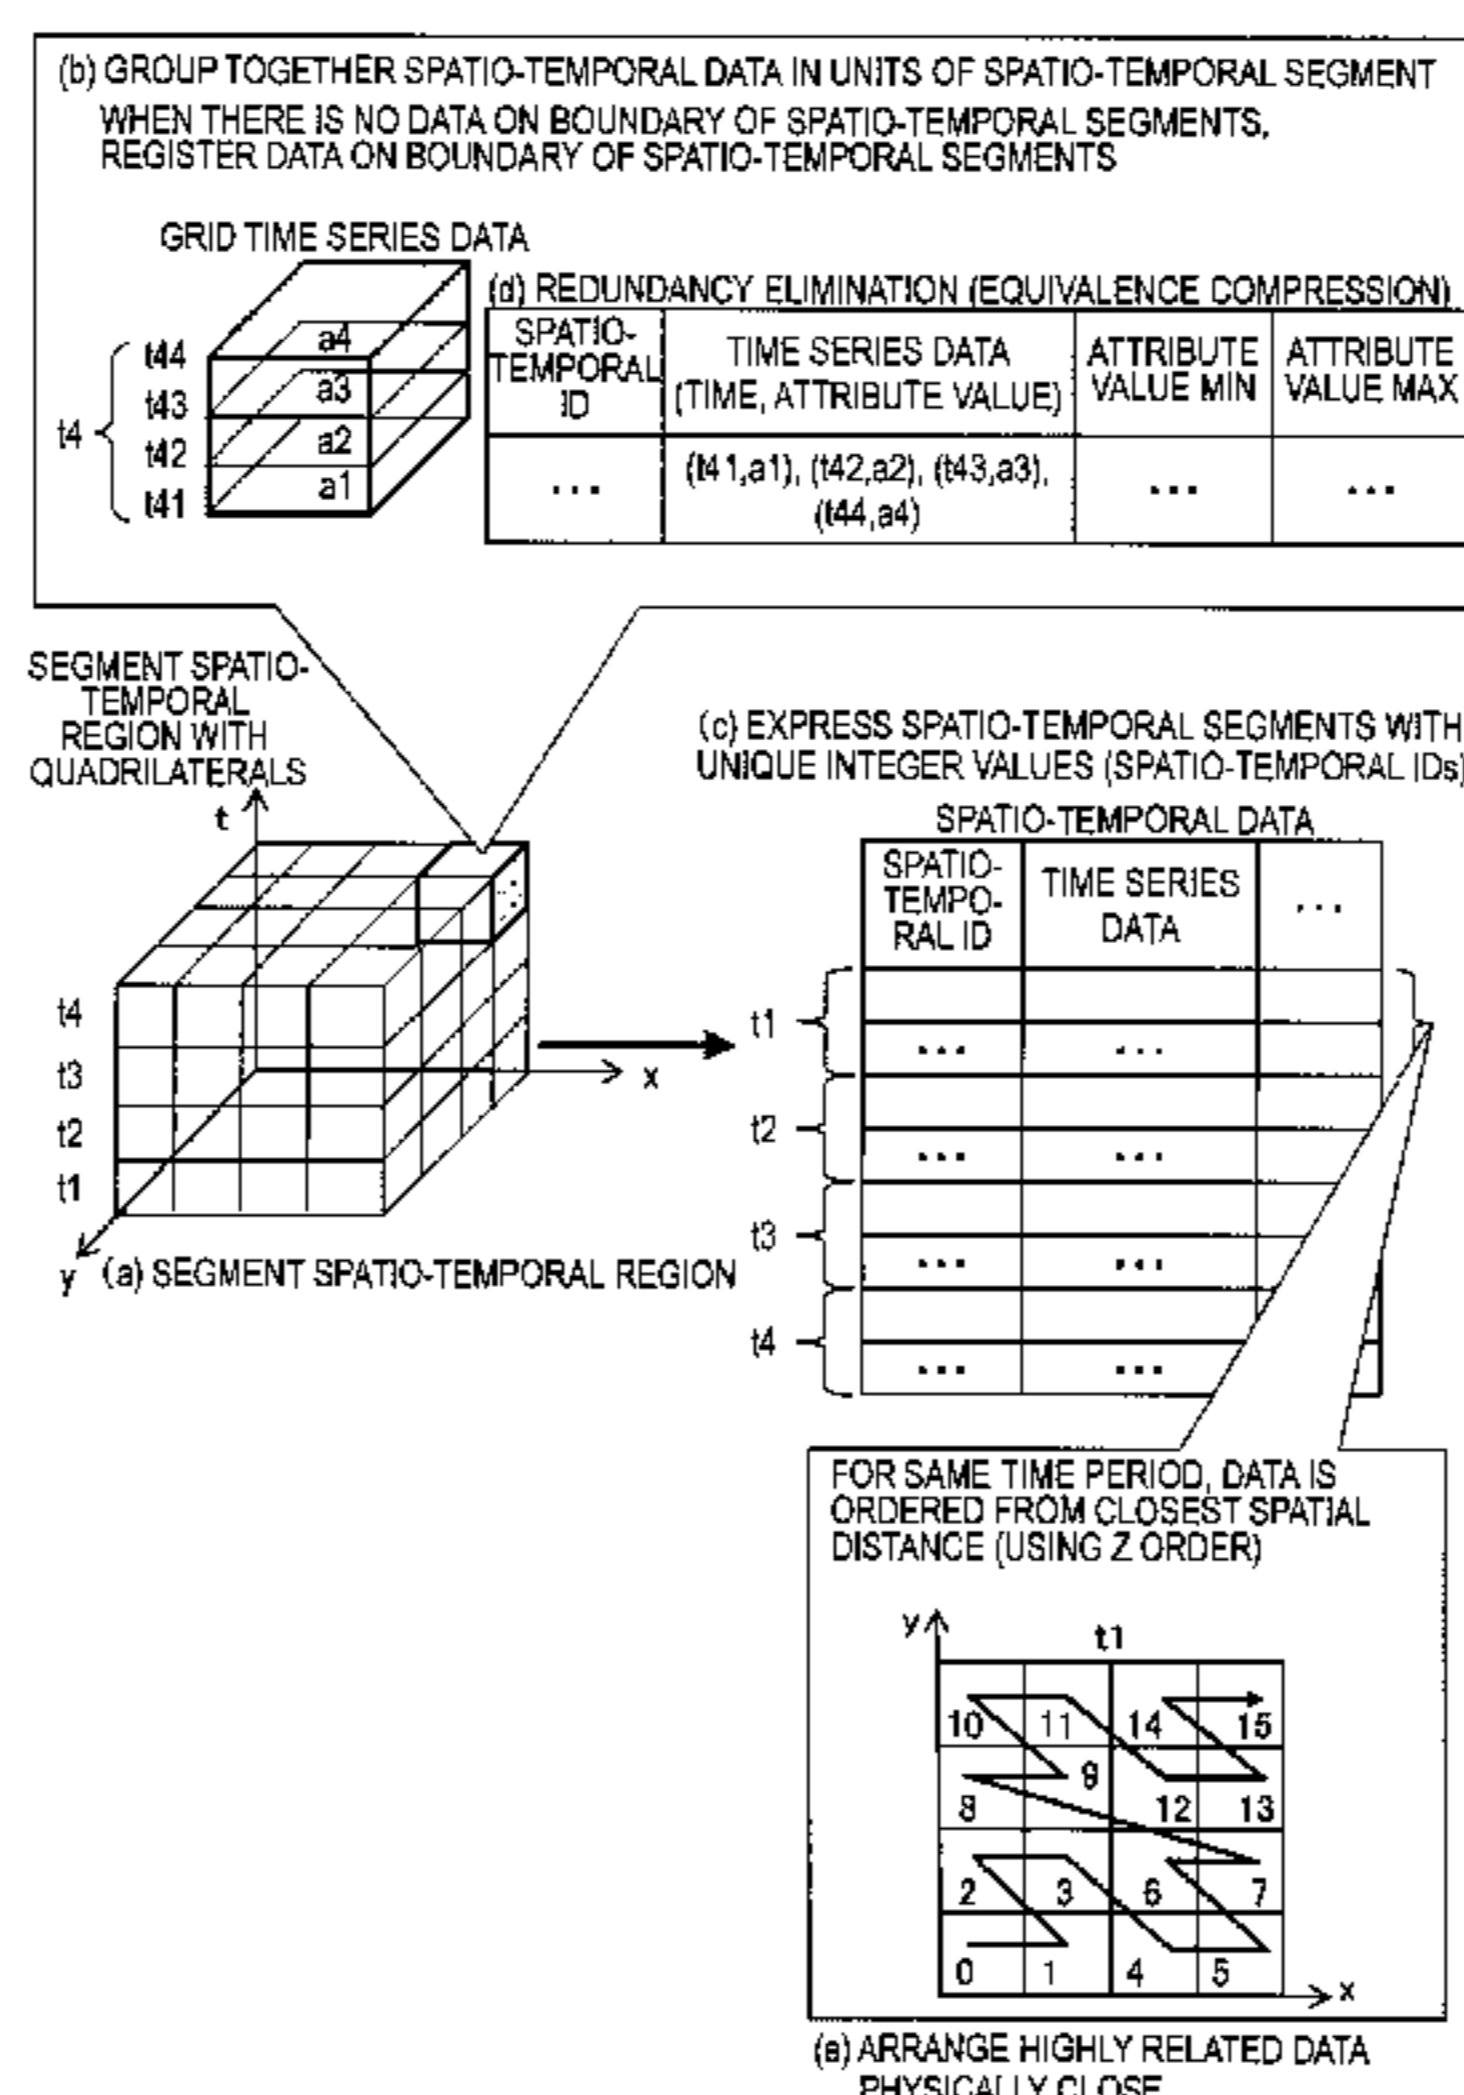 (b) GROUP TOGETHER SPATIO-TEMPORAL DATA IN UNITS OF SPATIO-TEMPORAL SEGMENT
WHEN THERE IS NO DATA ON BOUNDARY OF SPATIO-TEMPORAL SEGMENTS,
REGISTER DATA ON BOUNDARY OF SPATIO-TEMPORAL SEGMENTS
GRID TIME SERIES DATA
t4
t44
t43
t42
t41
a4
a3
a2
a1
(d) REDUNDANCY ELIMINATION (EQUIVALENCE COMPRESSION)
SPATIO-
TEMPORAL
ID
TIME SERIES DATA
(TIME, ATTRIBUTE VALUE)
ATTRIBUTE
VALUE MIN
ATTRIBUTE
VALUE MAX
...
(t41,a1), (t42,a2), (t43,a3),
(t44,a4)
...
...
SEGMENT SPATIO-
TEMPORAL
REGION WITH
QUADRILATERALS
t
t4
t3
t2
t1
x
y
(a) SEGMENT SPATIO-TEMPORAL REGION
(c) EXPRESS SPATIO-TEMPORAL SEGMENTS WITH
UNIQUE INTEGER VALUES (SPATIO-TEMPORAL IDs)
SPATIO-TEMPORAL DATA
SPATIO-
TEMPO-
RAL ID
TIME SERIES
DATA
...
t1
... ...
t2
... ...
t3
... ...
t4
... ...
FOR SAME TIME PERIOD, DATA IS
ORDERED FROM CLOSEST SPATIAL
DISTANCE (USING Z ORDER)
y
t1
10 11 14 15
8 9 12 13
2 3 6 7
0 1 4 5
x
(e) ARRANGE HIGHLY RELATED DATA
PHYSICALLY CLOSE